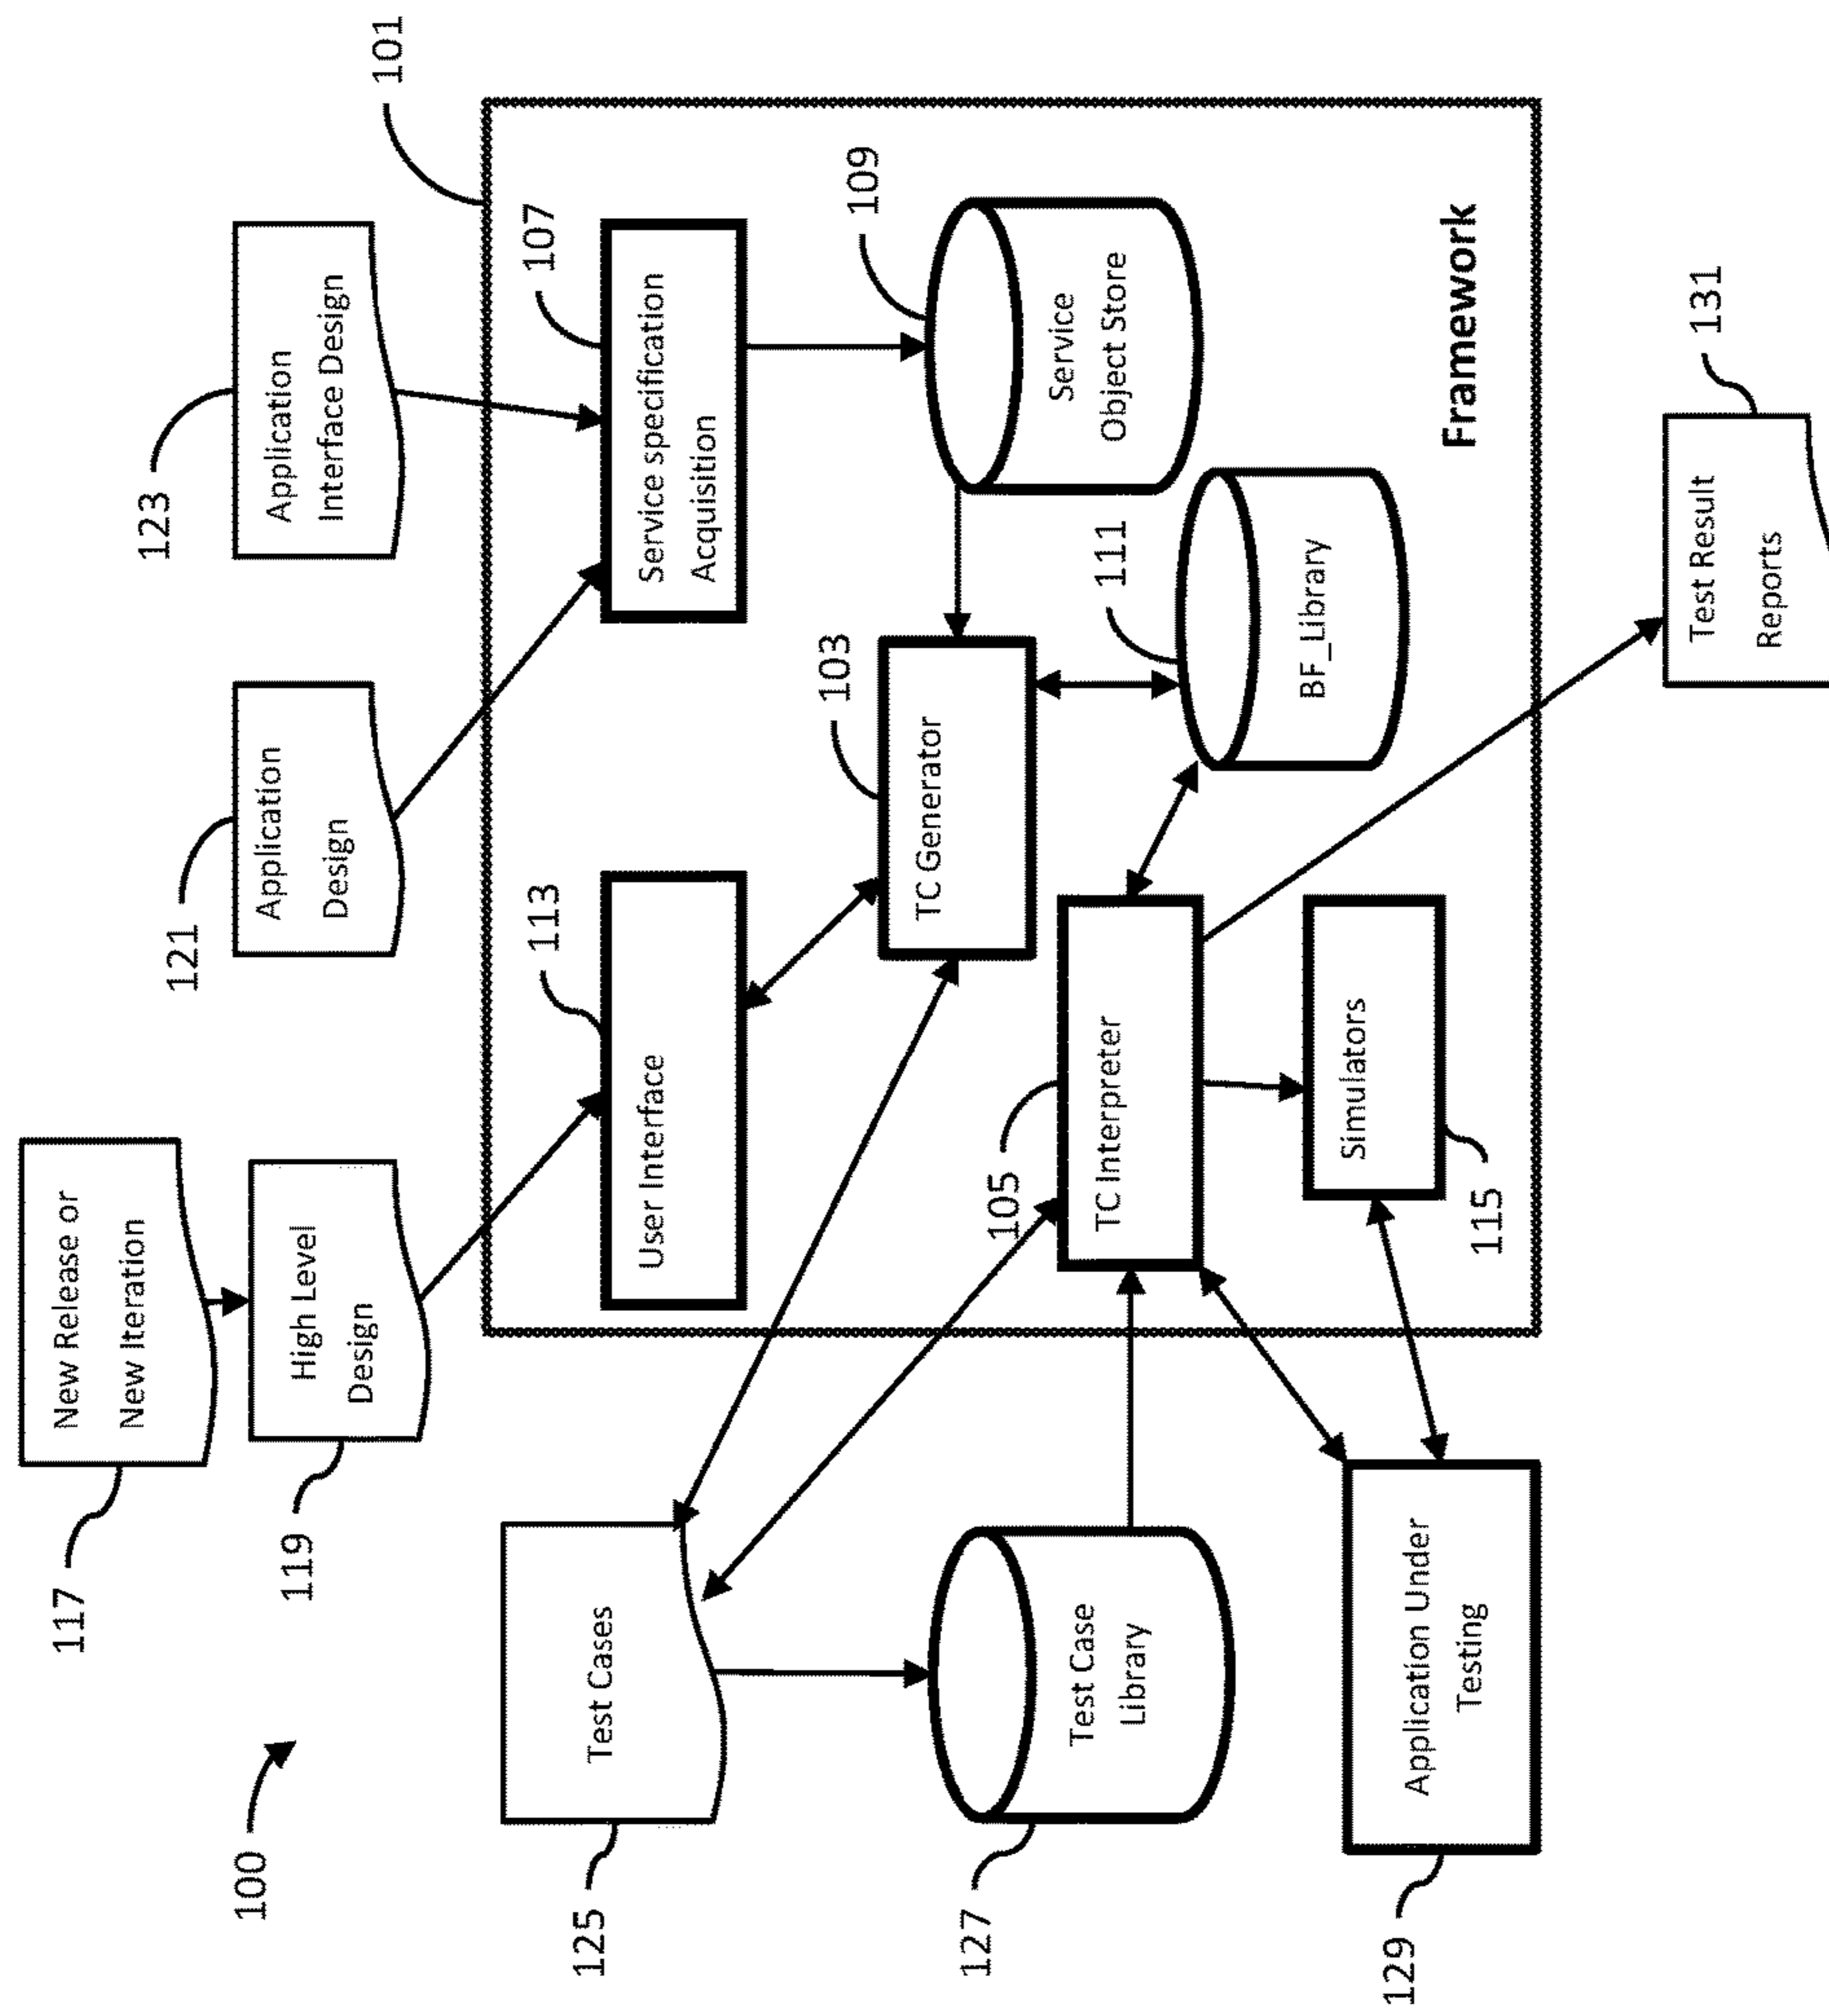 100
117
New Release or
New Iteration
119
High Level
Design
121
Application
Design
123
Application
Interface Design
101
113
User Interface
107
Service specification
Acquisition
125
Test Cases
103
TC Generator
109
Service
Object Store
127
Test Case
Library
105
TC Interpreter
111
BF_Library
129
Application Under
Testing
115
Simulators
Framework
131
Test Result
Reports